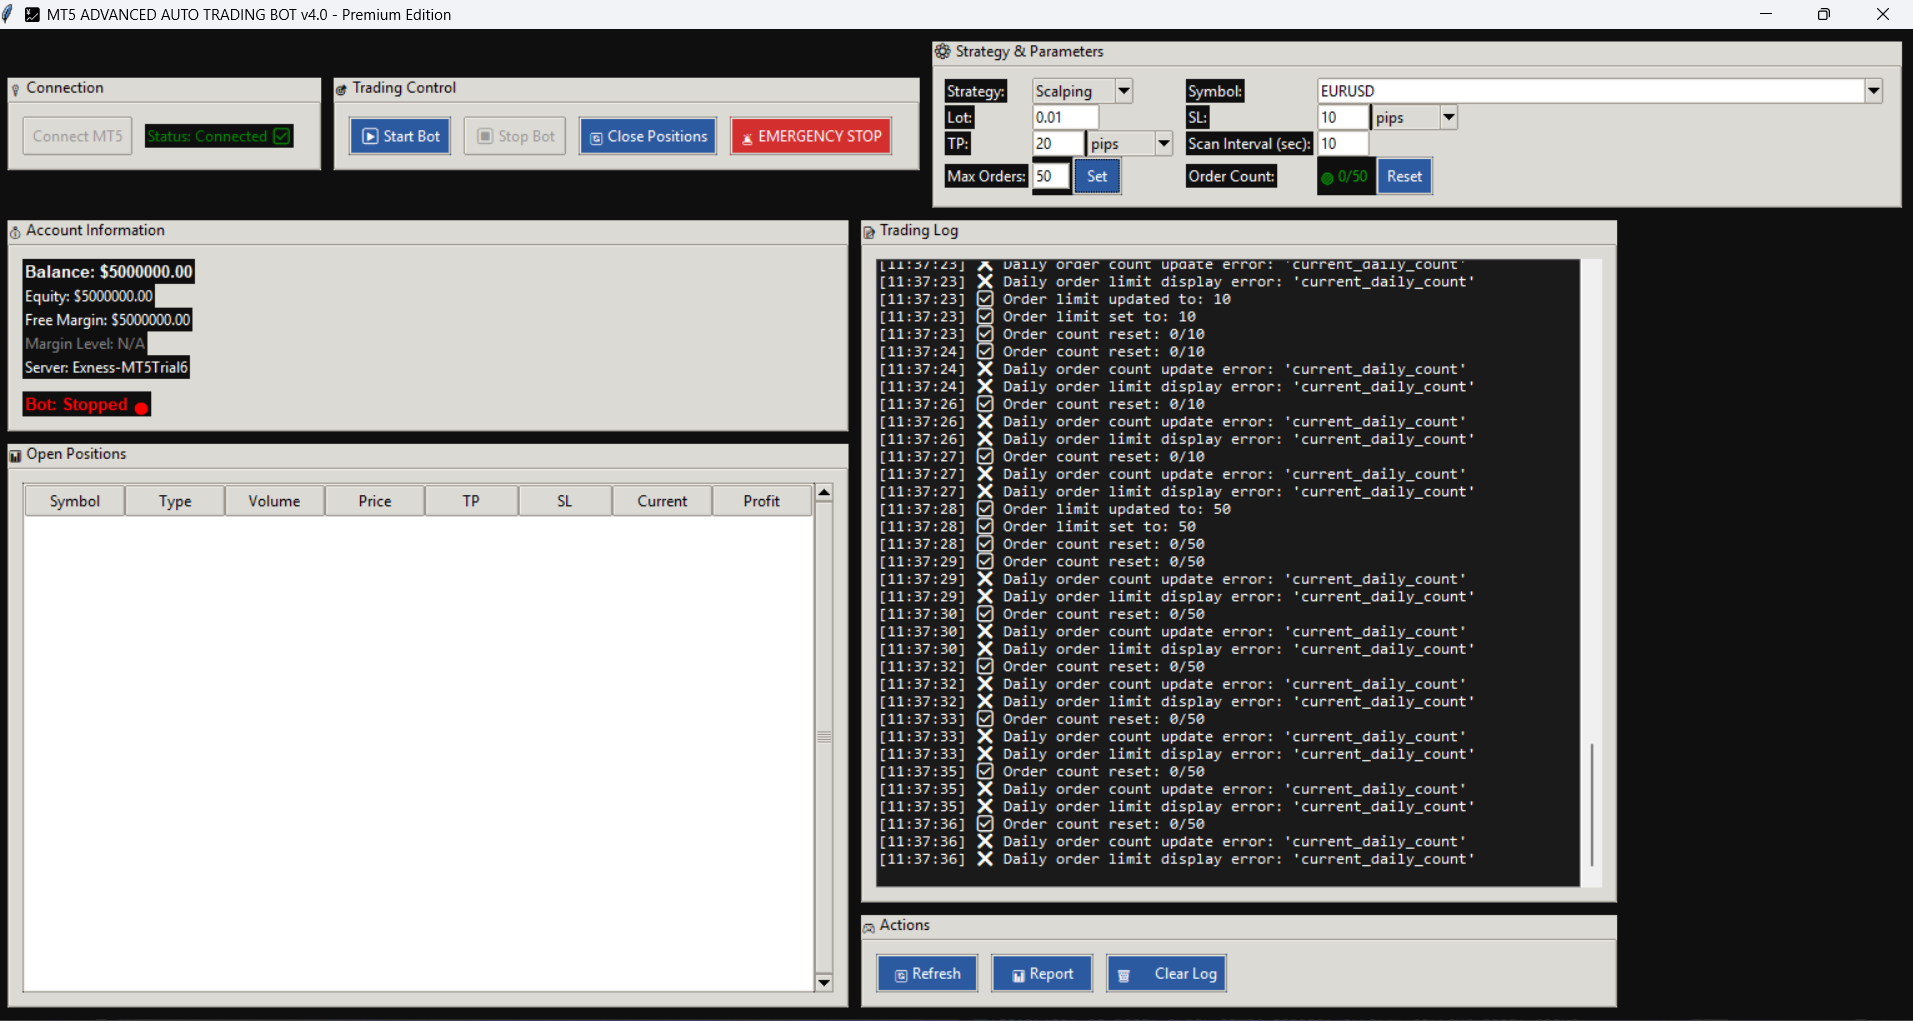 MT5 ADVANCED AUTO TRADING BOT v4.0 - Premium Edition
Connection
Connect MT5
Status: Connected
Trading Control
Start Bot
Stop Bot
Close Positions
EMERGENCY STOP
Strategy & Parameters
Strategy: Scalping Symbol: EURUSD
Lot: 0.01 SL: 10 pips
TP: 20 pips Scan Interval (sec): 10
Max Orders: 50 Set Order Count: 0/50 Reset
Account Information
Balance: $5000000.00
Equity: $5000000.00
Free Margin: $5000000.00
Margin Level: N/A
Server: Exness-MT5Trial6
Bot: Stopped
Open Positions
Symbol Type Volume Price TP SL Current Profit
Trading Log
[11:37:23] Daily order count update error: 'current_daily_count'
[11:37:23] Daily order limit display error: 'current_daily_count'
[11:37:23] Order limit updated to: 10
[11:37:23] Order limit set to: 10
[11:37:23] Order count reset: 0/10
[11:37:24] Order count reset: 0/10
[11:37:24] Daily order count update error: 'current_daily_count'
[11:37:24] Daily order limit display error: 'current_daily_count'
[11:37:26] Order count reset: 0/10
[11:37:26] Daily order count update error: 'current_daily_count'
[11:37:26] Daily order limit display error: 'current_daily_count'
[11:37:27] Order count reset: 0/10
[11:37:27] Daily order count update error: 'current_daily_count'
[11:37:27] Daily order limit display error: 'current_daily_count'
[11:37:28] Order limit updated to: 50
[11:37:28] Order limit set to: 50
[11:37:28] Order count reset: 0/50
[11:37:29] Order count reset: 0/50
[11:37:29] Daily order count update error: 'current_daily_count'
[11:37:29] Daily order limit display error: 'current_daily_count'
[11:37:30] Order count reset: 0/50
[11:37:30] Daily order count update error: 'current_daily_count'
[11:37:30] Daily order limit display error: 'current_daily_count'
[11:37:32] Order count reset: 0/50
[11:37:32] Daily order count update error: 'current_daily_count'
[11:37:32] Daily order limit display error: 'current_daily_count'
[11:37:33] Order count reset: 0/50
[11:37:33] Daily order count update error: 'current_daily_count'
[11:37:33] Daily order limit display error: 'current_daily_count'
[11:37:35] Order count reset: 0/50
[11:37:35] Daily order count update error: 'current_daily_count'
[11:37:35] Daily order limit display error: 'current_daily_count'
[11:37:36] Order count reset: 0/50
[11:37:36] Daily order count update error: 'current_daily_count'
[11:37:36] Daily order limit display error: 'current_daily_count'
Actions
Refresh
Report
Clear Log